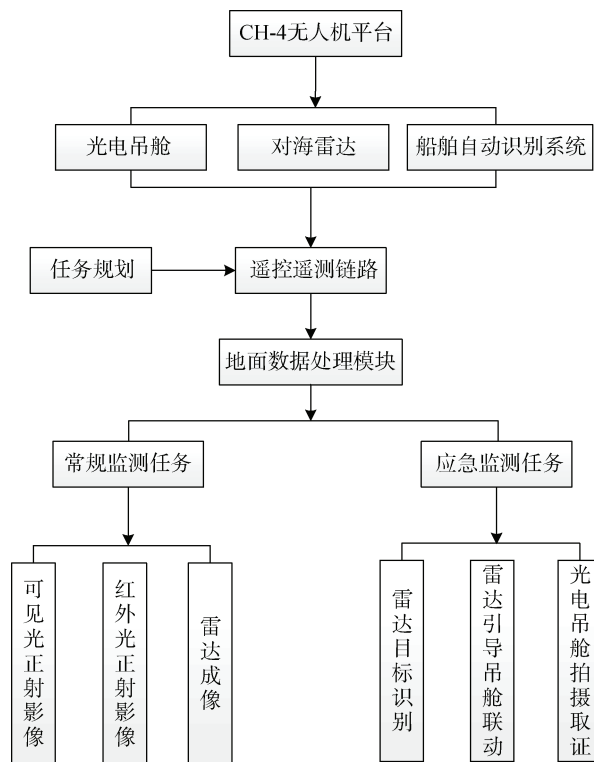 CH-4无人机平台
光电吊舱
对海雷达
船舶自动识别系统
任务规划
遥控遥测链路
地面数据处理模块
常规监测任务
应急监测任务
可见光正射影像
红外光正射影像
雷达成像
雷达目标识别
雷达引导吊舱联动
光电吊舱拍摄取证